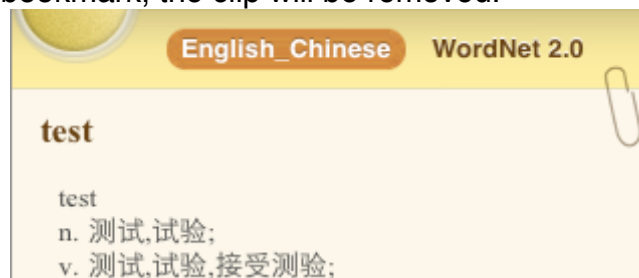 bookmark, the clip will be removed.
English_Chinese WordNet 2.0
test
test
n. 测试,试验;
v. 测试,试验,接受测验;